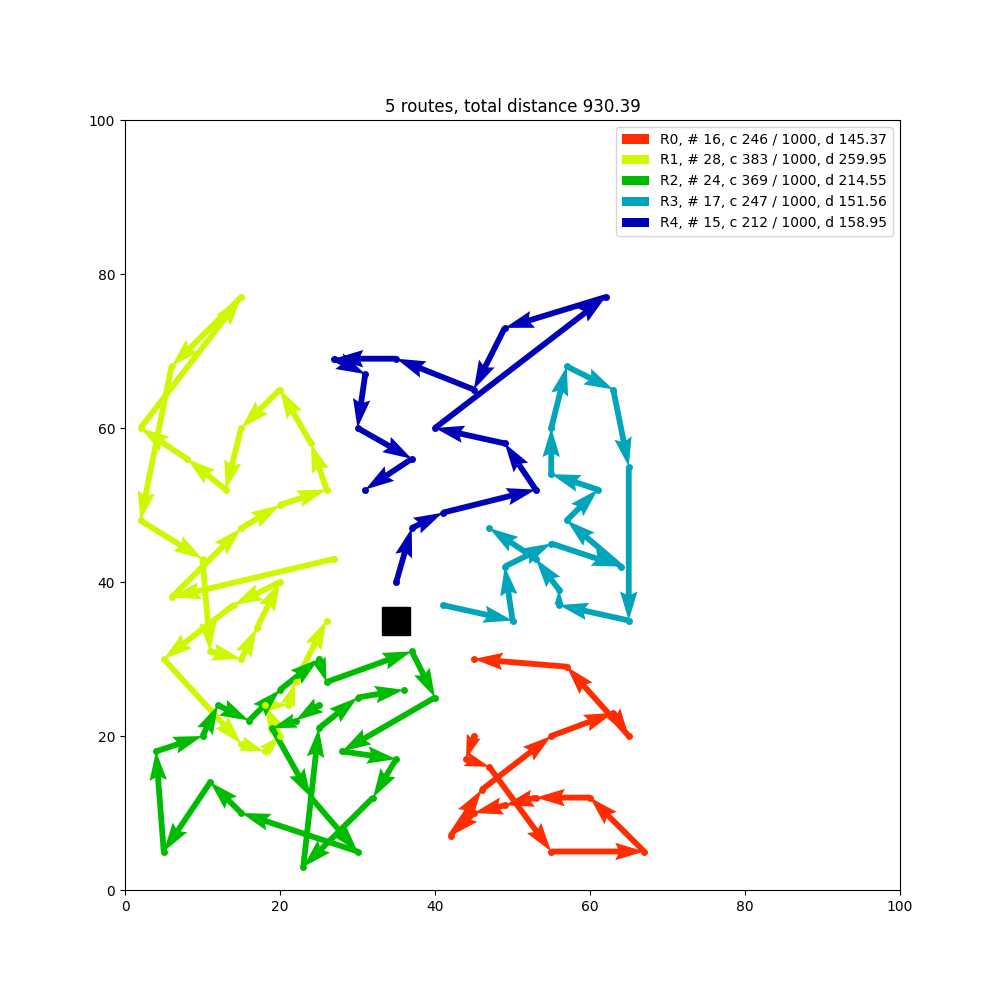 5 routes, total distance 930.39
R0, # 16, c 246 / 1000, d 145.37
R1, # 28, c 383 / 1000, d 259.95
R2, # 24, c 369 / 1000, d 214.55
R3, # 17, c 247 / 1000, d 151.56
R4, # 15, c 212 / 1000, d 158.95
100
80
60
40
20
0
0 20 40 60 80 100